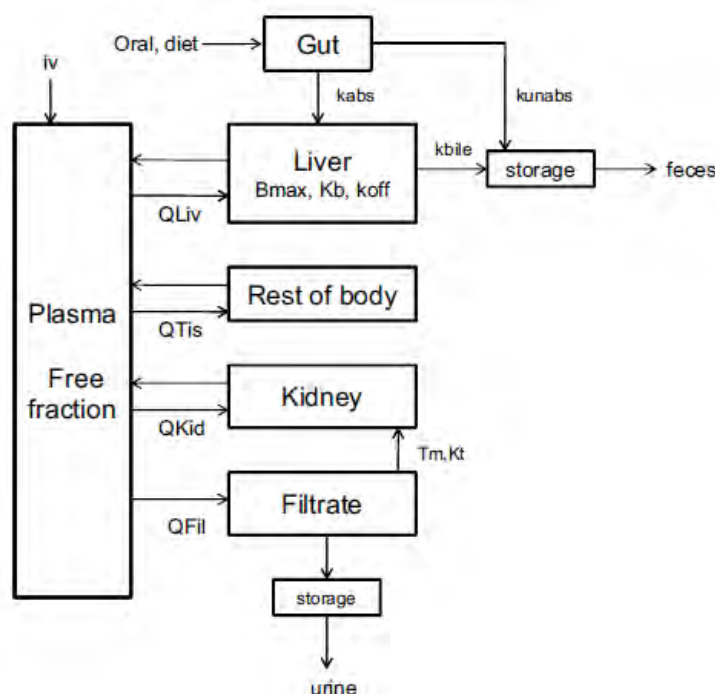 Oral, diet
Gut
iv
kabs
kunabs
Liver
Bmax, Kb, koff
kbile
storage
feces
QLiv
Rest of body
QTis
Plasma
Free
fraction
Kidney
QKid
Tm,Kt
Filtrate
QFil
storage
urine